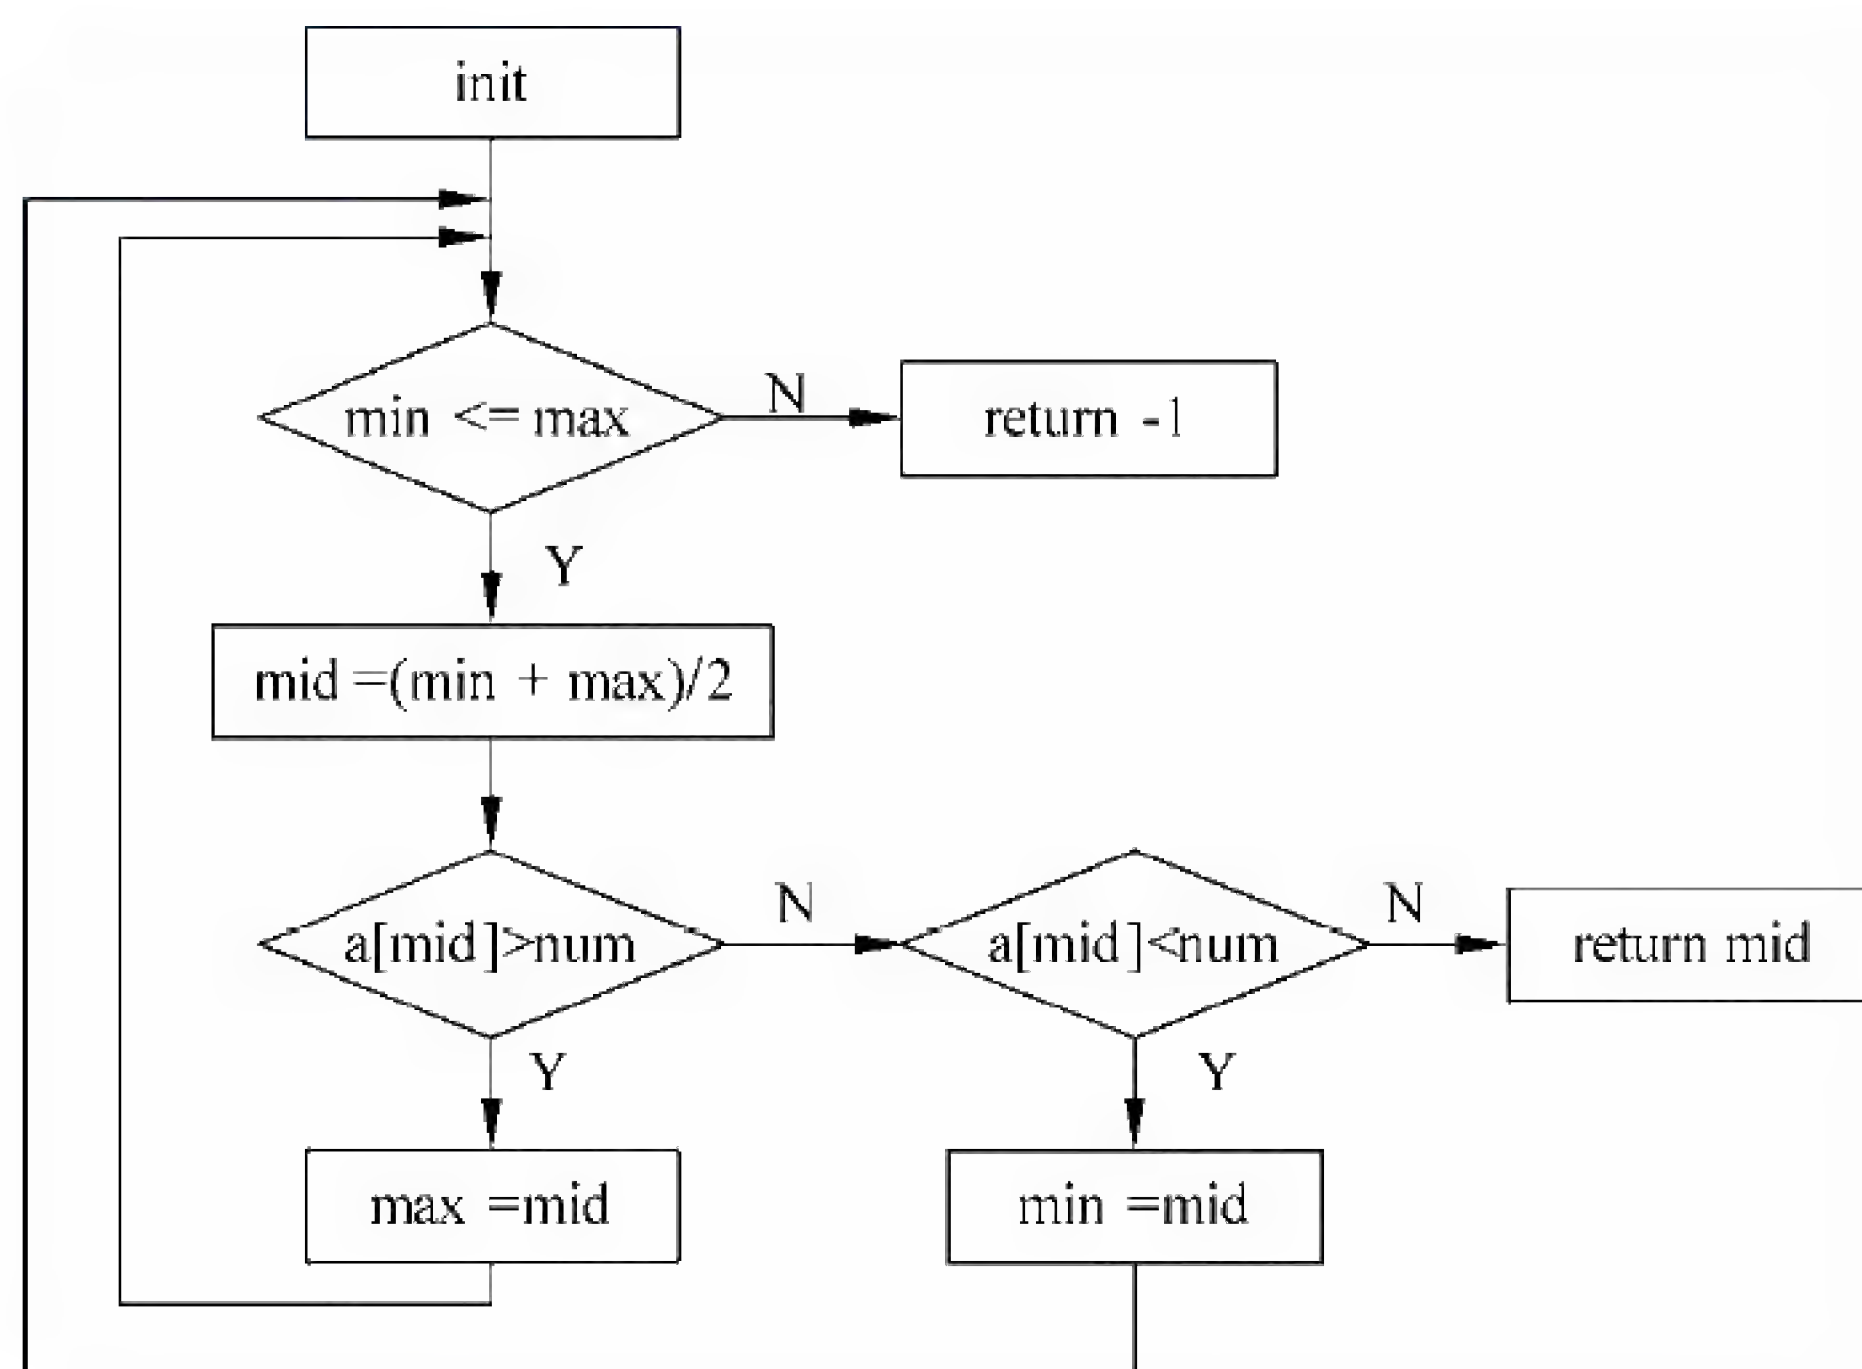 init
min <= max
N
return -1
Y
mid =(min + max)/2
a[mid]>num
N
a[mid]<num
N
return mid
Y
Y
max =mid
min =mid